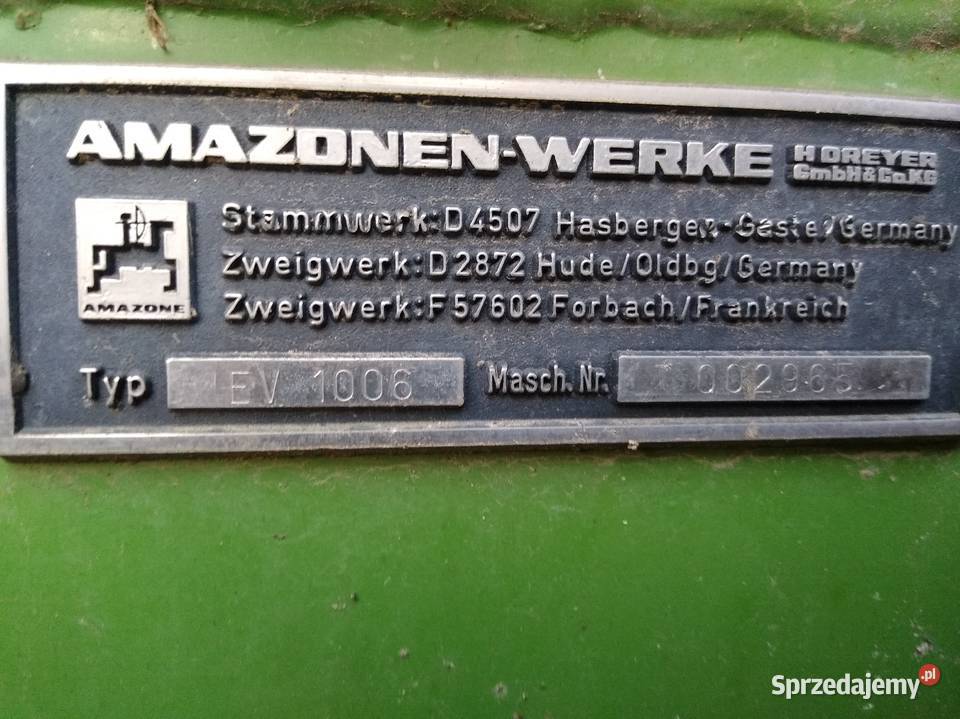 AMAZONEN-WERKE H DREYER
GmbH & Co.KG
AMAZONE
Stammwerk: D 4507 Hasbergen-Gaste/Germany
Zweigwerk: D 2872 Hude/Oldbg/Germany
Zweigwerk: F 57602 Forbach/Frankreich
Typ EV 1006 Masch. Nr. 002965
Sprzedajemy.pl